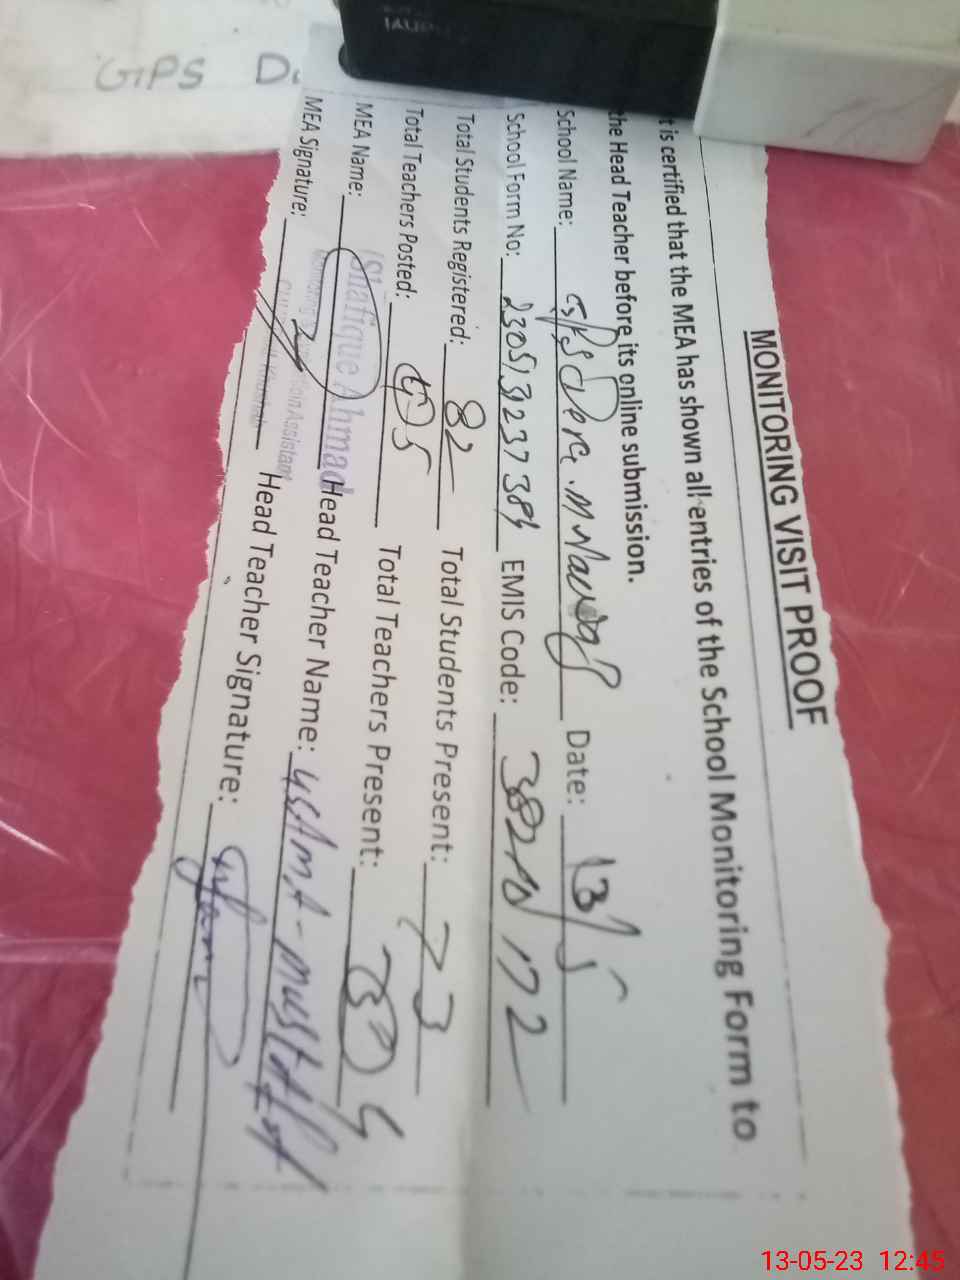 GPS
MONITORING VISIT PROOF
t is certified that the MEA has shown all entries of the School Monitoring Form to
the Head Teacher before its online submission.
School Name: Date: 13/5
School Form No: EMIS Code:
Total Students Registered: 82 Total Students Present: 73
Total Teachers Posted: 5 Total Teachers Present:
MEA Name: Shafique Ahmad Head Teacher Name: Usama-mustafa
MEA Signature: Head Teacher Signature:
13-05-23 12:45